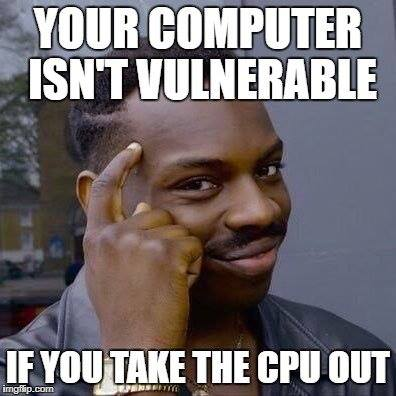 YOUR COMPUTER
ISN'T VULNERABLE
IF YOU TAKE THE CPU OUT
imgflip.com